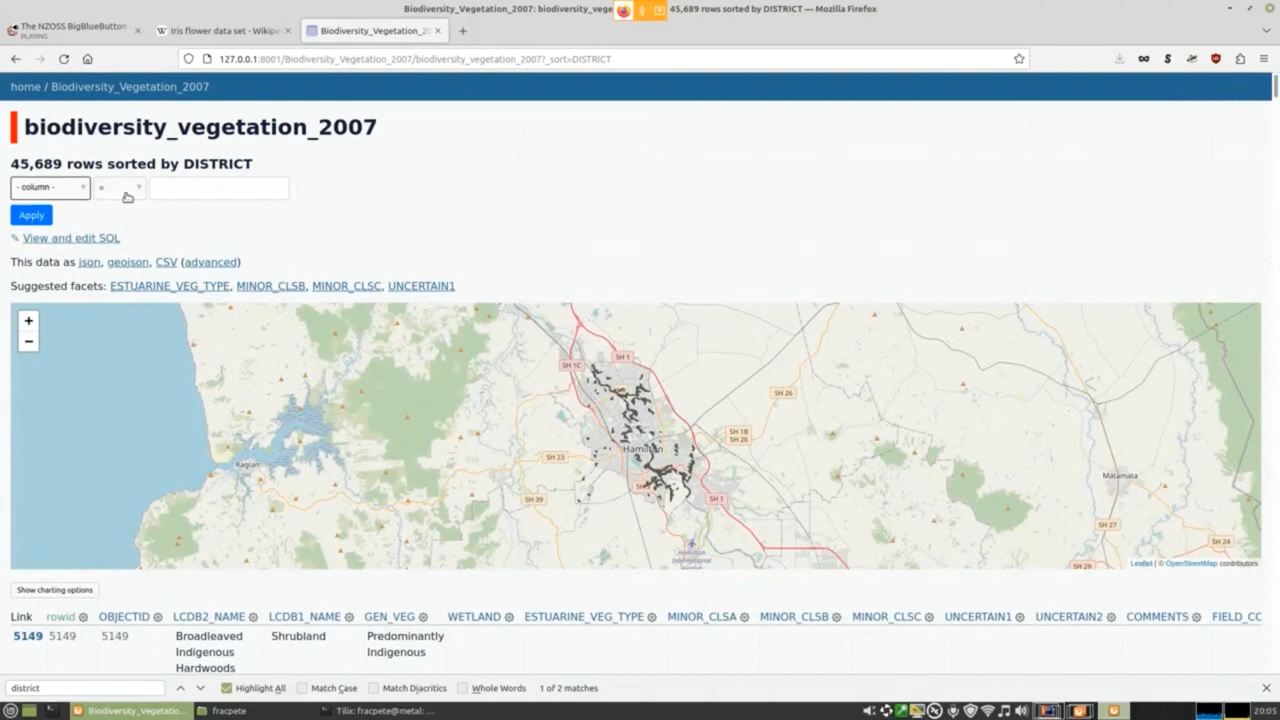 Biodiversity_Vegetation_2007: biodiversity_vege 45,689 rows sorted by DISTRICT — Mozilla Firefox
The NZOSS BigBlueButton
PLAYING
Iris flower data set - Wikipe
Biodiversity_Vegetation_20
127.0.0.1:8001/Biodiversity_Vegetation_2007/biodiversity_vegetation_2007?_sort=DISTRICT
home / Biodiversity_Vegetation_2007
biodiversity_vegetation_2007
45,689 rows sorted by DISTRICT
- column - =
Apply
View and edit SQL
This data as json, geojson, CSV (advanced)
Suggested facets: ESTUARINE_VEG_TYPE, MINOR_CLSB, MINOR_CLSC, UNCERTAIN1
+
−
SH 1
SH 1C
SH 26
SH 1B
SH 26
Hamilton
SH 23
Raglan
Matamata
SH 39
SH 1
SH 27
SH 24
Hamilton
International
SH 29
Leaflet | © OpenStreetMap contributors
Show charting options
Link rowid OBJECTID LCDB2_NAME LCDB1_NAME GEN_VEG WETLAND ESTUARINE_VEG_TYPE MINOR_CLSA MINOR_CLSB MINOR_CLSC UNCERTAIN1 UNCERTAIN2 COMMENTS FIELD_CC
5149 5149 5149 Broadleaved Shrubland Predominantly
Indigenous Indigenous
Hardwoods
district Highlight All Match Case Match Diacritics Whole Words 1 of 2 matches
Biodiversity_Vegetatio... fracpete Tilix: fracpete@metal: ... 20:05